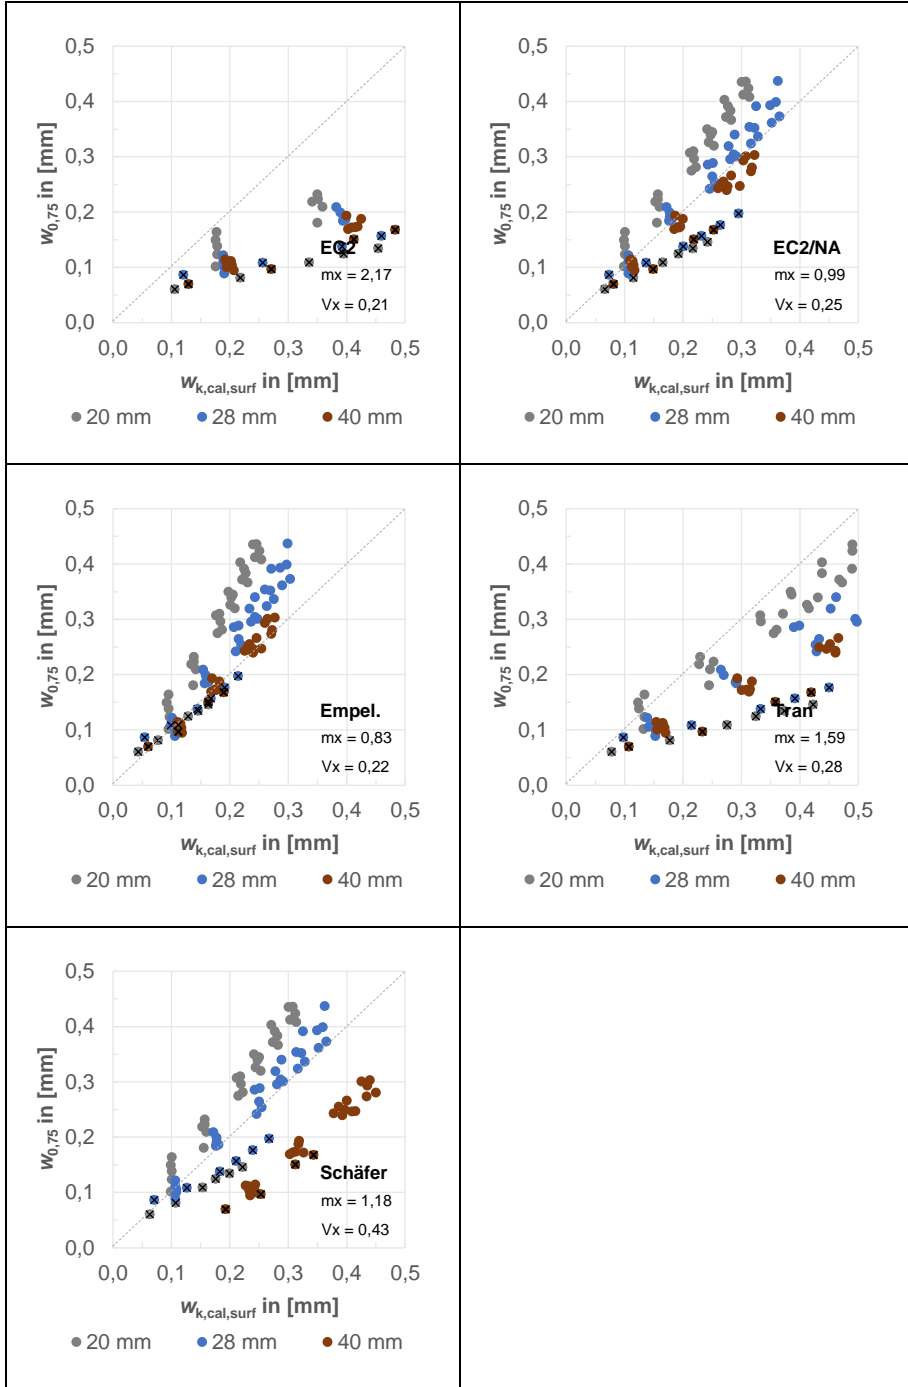 0,5
0,4
0,3
0,2
0,1
0,0
w0,75 in [mm]
EC2
mx = 2,17
Vx = 0,21
0,0 0,1 0,2 0,3 0,4 0,5
wk,cal,surf in [mm]
20 mm 28 mm 40 mm
0,5
0,4
0,3
0,2
0,1
0,0
w0,75 in [mm]
EC2/NA
mx = 0,99
Vx = 0,25
0,0 0,1 0,2 0,3 0,4 0,5
wk,cal,surf in [mm]
20 mm 28 mm 40 mm
0,5
0,4
0,3
0,2
0,1
0,0
w0,75 in [mm]
Empel.
mx = 0,83
Vx = 0,22
0,0 0,1 0,2 0,3 0,4 0,5
wk,cal,surf in [mm]
20 mm 28 mm 40 mm
0,5
0,4
0,3
0,2
0,1
0,0
w0,75 in [mm]
Tran
mx = 1,59
Vx = 0,28
0,0 0,1 0,2 0,3 0,4 0,5
wk,cal,surf in [mm]
20 mm 28 mm 40 mm
0,5
0,4
0,3
0,2
0,1
0,0
w0,75 in [mm]
Schäfer
mx = 1,18
Vx = 0,43
0,0 0,1 0,2 0,3 0,4 0,5
wk,cal,surf in [mm]
20 mm 28 mm 40 mm